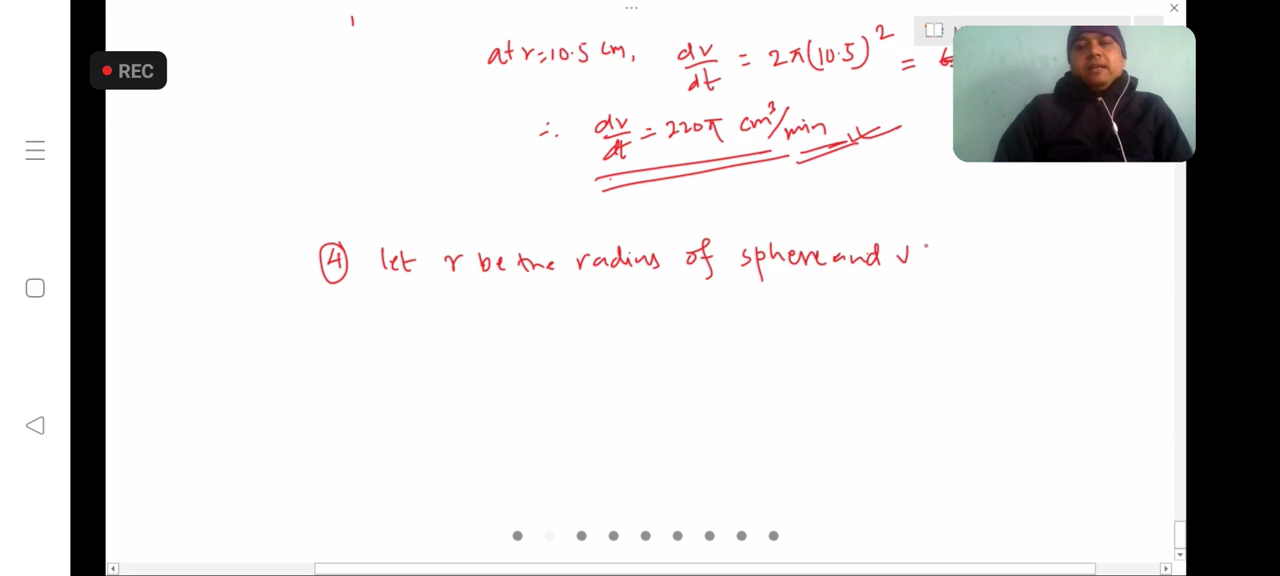 REC
at r=10.5 cm, dv/dt = 2π(10.5)² =
∴ dv/dt = 220π cm³/min
④ let r be the radius of sphere and v